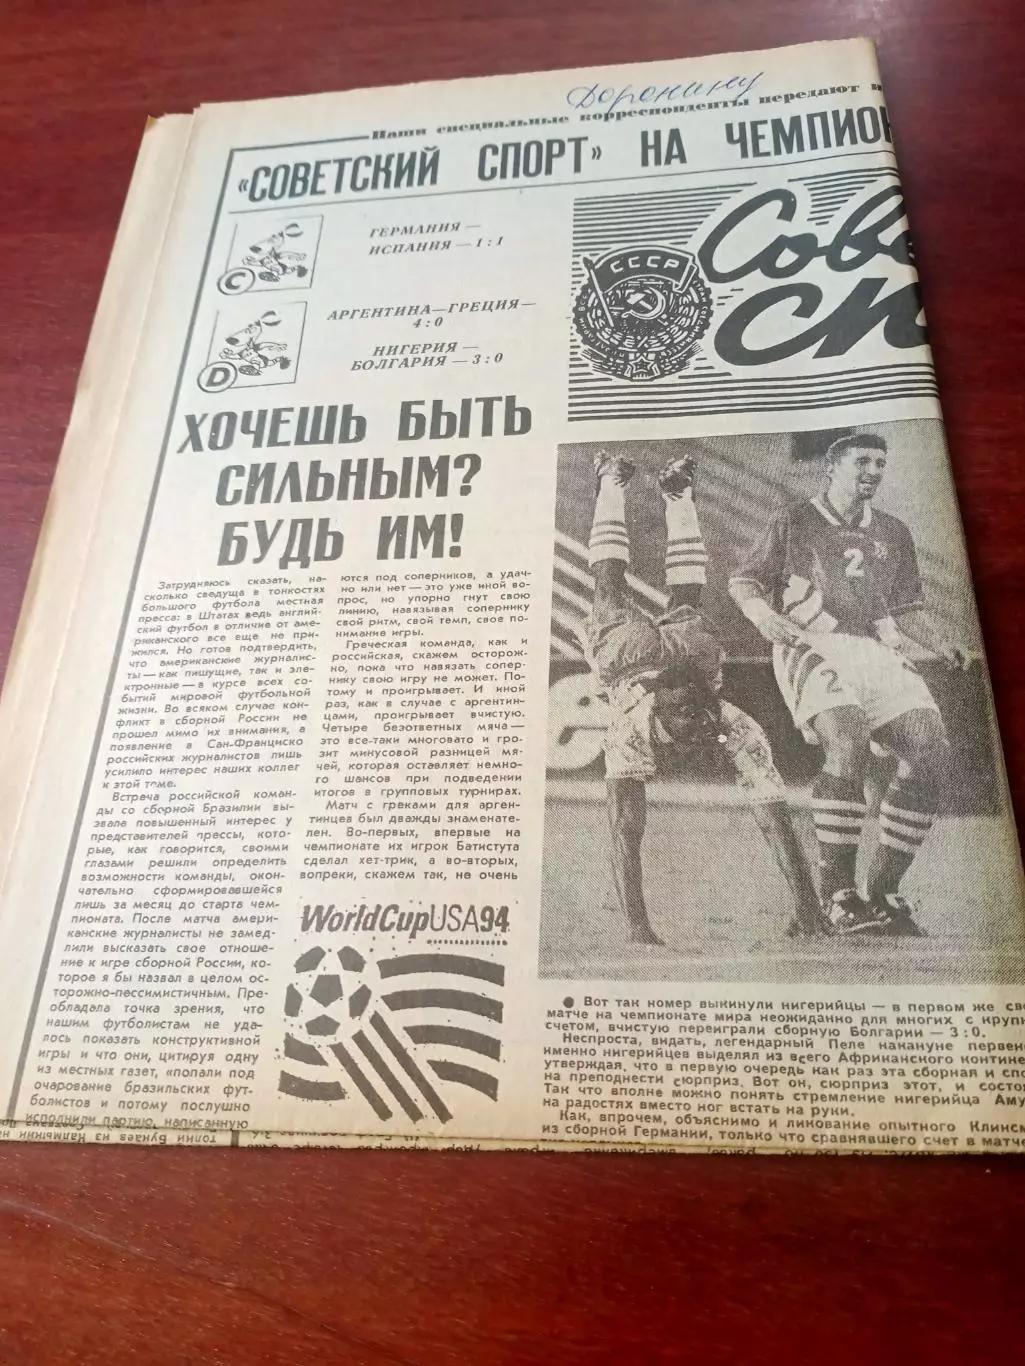 Доронину
Наши специальные корреспонденты передают и
«СОВЕТСКИЙ СПОРТ» НА ЧЕМПИОН
C
ГЕРМАНИЯ —
ИСПАНИЯ — 1 : 1
D
АРГЕНТИНА—ГРЕЦИЯ—
4 : 0
НИГЕРИЯ —
БОЛГАРИЯ — 3 : 0
Сове
сп
СССР
ХОЧЕШЬ БЫТЬ
СИЛЬНЫМ?
БУДЬ ИМ!
Затрудняюсь сказать, на-
сколько сведуща в тонкостях
большого футбола местная
пресса: в Штатах ведь англий-
ский футбол в отличие от аме-
риканского все еще не при-
жился. Но готов подтвердить,
что американские журналис-
ты — как пишущие, так и эле-
ктронные — в курсе всех со-
бытий мировой футбольной
жизни. Во всяком случае кон-
фликт в сборной России не
прошел мимо их внимания, а
появление в Сан-Франциско
российских журналистов лишь
усилило интерес наших коллег
к этой теме.
Встреча российской коман-
ды со сборной Бразилии вы-
звала повышенный интерес у
представителей прессы, кото-
рые, как говорится, своими
глазами решили определить
возможности команды, окон-
чательно сформировавшейся
лишь за месяц до старта чем-
пионата. После матча амери-
канские журналисты не замед-
лили высказать свое отноше-
ние к игре сборной России, ко-
торое я бы назвал в целом ос-
торожно-пессимистичным. Пре-
обладала точка зрения, что
нашим футболистам не уда-
лось показать конструктивной
игры и что они, цитируя одну
из местных газет, «попали под
очарование бразильских фут-
болистов и потому послушно
исполнили партию, написанную
ются под соперников, а удач-
но или нет — это уже иной во-
прос, но упорно гнут свою
линию, навязывая сопернику
свой ритм, свой темп, свое по-
нимание игры.
Греческая команда, как и
российская, скажем осторож-
но, пока что навязать сопер-
нику свою игру не может. По-
тому и проигрывает. И иной
раз, как в случае с аргентин-
цами, проигрывает вчистую.
Четыре безответных мяча —
это все-таки многовато и гро-
зит минусовой разницей мя-
чей, которая оставляет немно-
го шансов при подведении
итогов в групповых турнирах.
Матч с греками для арген-
тинцев был дважды знаменате-
лен. Во-первых, впервые на
чемпионате их игрок Батистута
сделал хет-трик, а во-вторых,
вопреки, скажем так, не очень
WorldCupUSA94
2
2
● Вот так номер выкинули нигерийцы — в первом же сво
матче на чемпионате мира неожиданно для многих с крупн
счетом, вчистую переиграли сборную Болгарии — 3 : 0.
Неспроста, видать, легендарный Пеле накануне первен
именно нигерийцев выделял из всего Африканского континен
утверждая, что в первую очередь как раз эта сборная и спо
на преподнести сюрприз. Вот он, сюрприз этот, и состоя
Так что вполне можно понять стремление нигерийца Аму
на радостях вместо ног встать на руки.
Как, впрочем, объяснимо и ликование опытного Клинсм
из сборной Германии, только что сравнявшего счет в матче